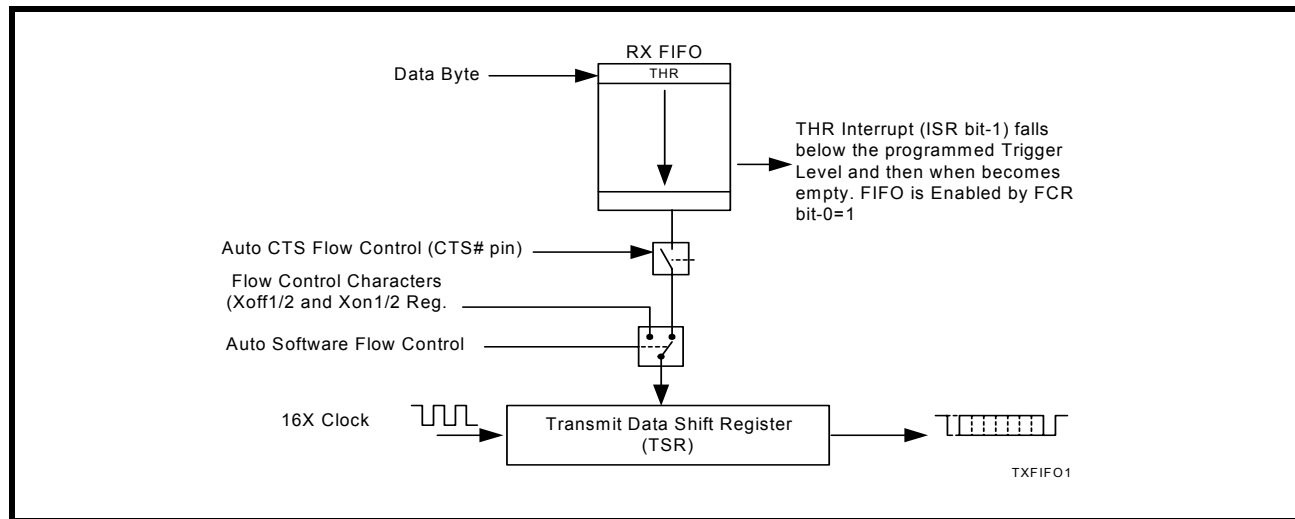 RX FIFO
THR
Data Byte
THR Interrupt (ISR bit-1) falls
below the programmed Trigger
Level and then when becomes
empty. FIFO is Enabled by FCR
bit-0=1
Auto CTS Flow Control (CTS# pin)
Flow Control Characters
(Xoff1/2 and Xon1/2 Reg.
Auto Software Flow Control
16X Clock
Transmit Data Shift Register
(TSR)
TXFIFO1